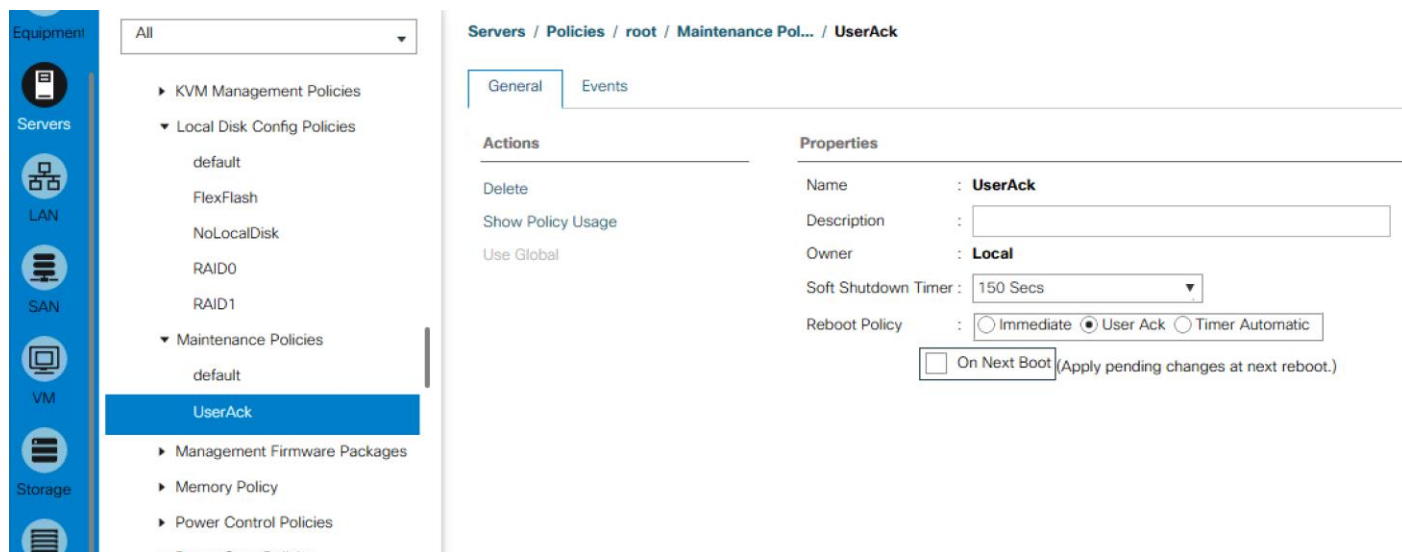 Equipment
Servers
LAN
SAN
VM
Storage
All
KVM Management Policies
Local Disk Config Policies
default
FlexFlash
NoLocalDisk
RAID0
RAID1
Maintenance Policies
default
UserAck
Management Firmware Packages
Memory Policy
Power Control Policies
Servers / Policies / root / Maintenance Pol... / UserAck
General Events
Actions
Delete
Show Policy Usage
Use Global
Properties
Name : UserAck
Description :
Owner : Local
Soft Shutdown Timer : 150 Secs
Reboot Policy : Immediate User Ack Timer Automatic
On Next Boot (Apply pending changes at next reboot.)